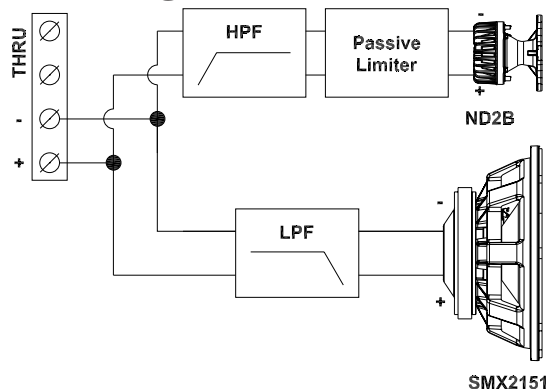 THRU
-
+
HPF
Passive
Limiter
-
+
ND2B
LPF
-
+
SMX2151